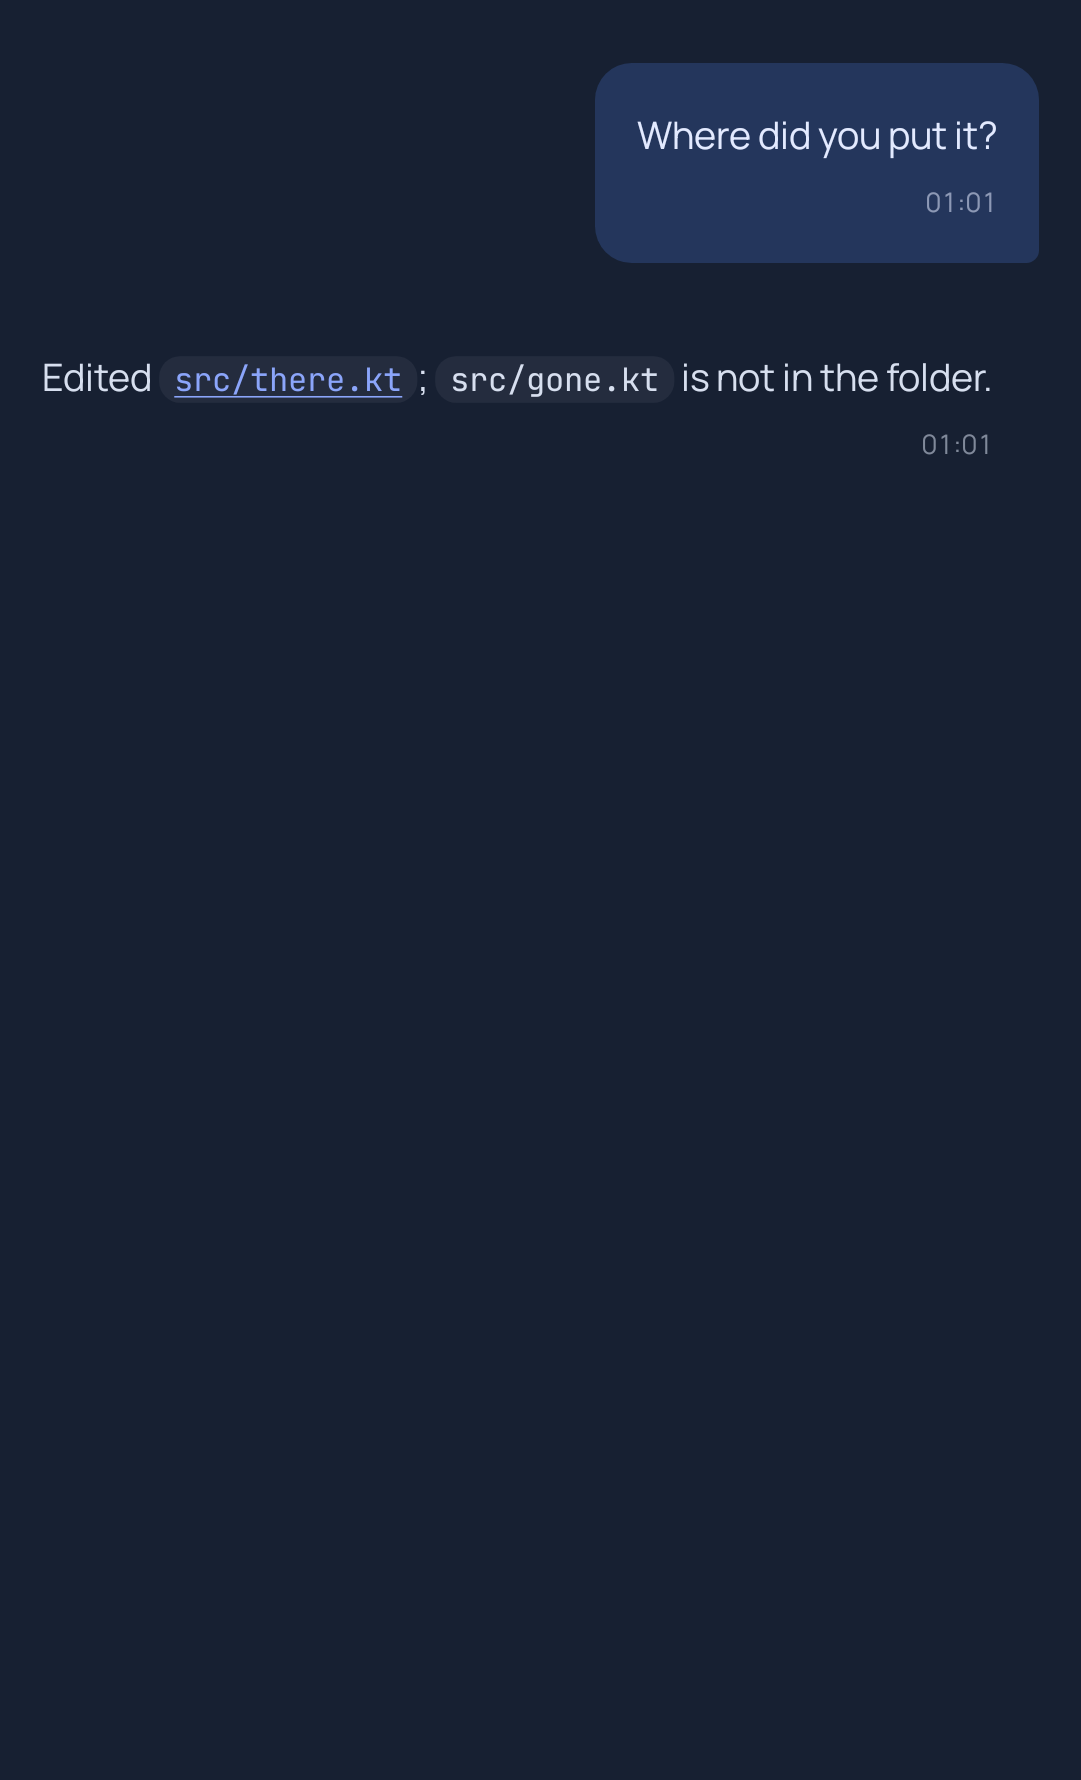 Where did you put it?
01:01
Edited src/there.kt; src/gone.kt is not in the folder.
01:01